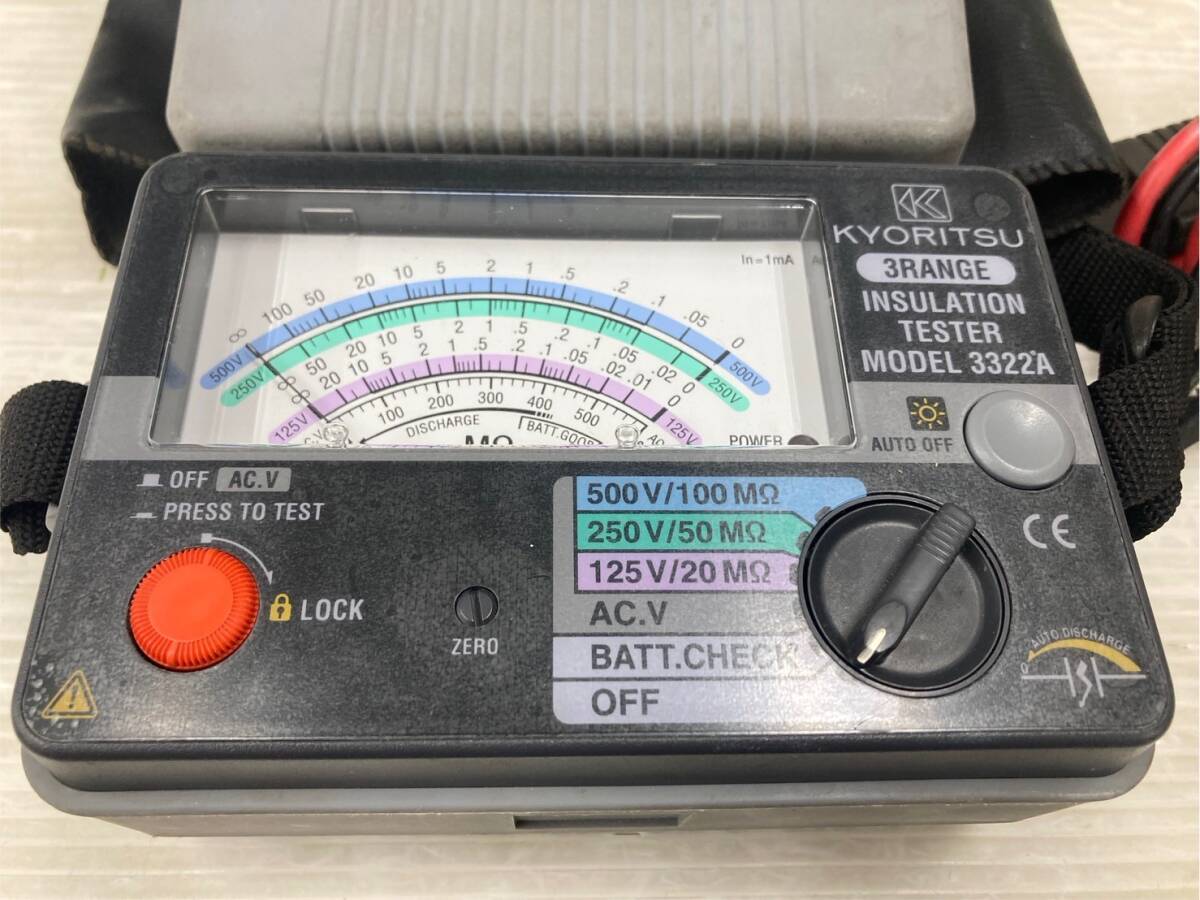 In=1mA
KYORITSU
3RANGE
INSULATION
TESTER
MODEL 3322A
∞ 100 50 20 10 5 2 1 .5 .2 .1 .05 0
500V 500V
∞ 50 20 10 5 2 1 .5 .2 .1 .05 .02 0
250V 250V
20 10 5 2 1 .5 .2 .1 .05 .02 .01 0
125V 125V
100 200 300 400 500
DISCHARGE BATT.GOOD
MΩ
POWER
AUTO OFF
OFF AC.V
PRESS TO TEST
LOCK
ZERO
500V/100MΩ
250V/50MΩ
125V/20MΩ
AC.V
BATT.CHECK
OFF
CE
AUTO DISCHARGE